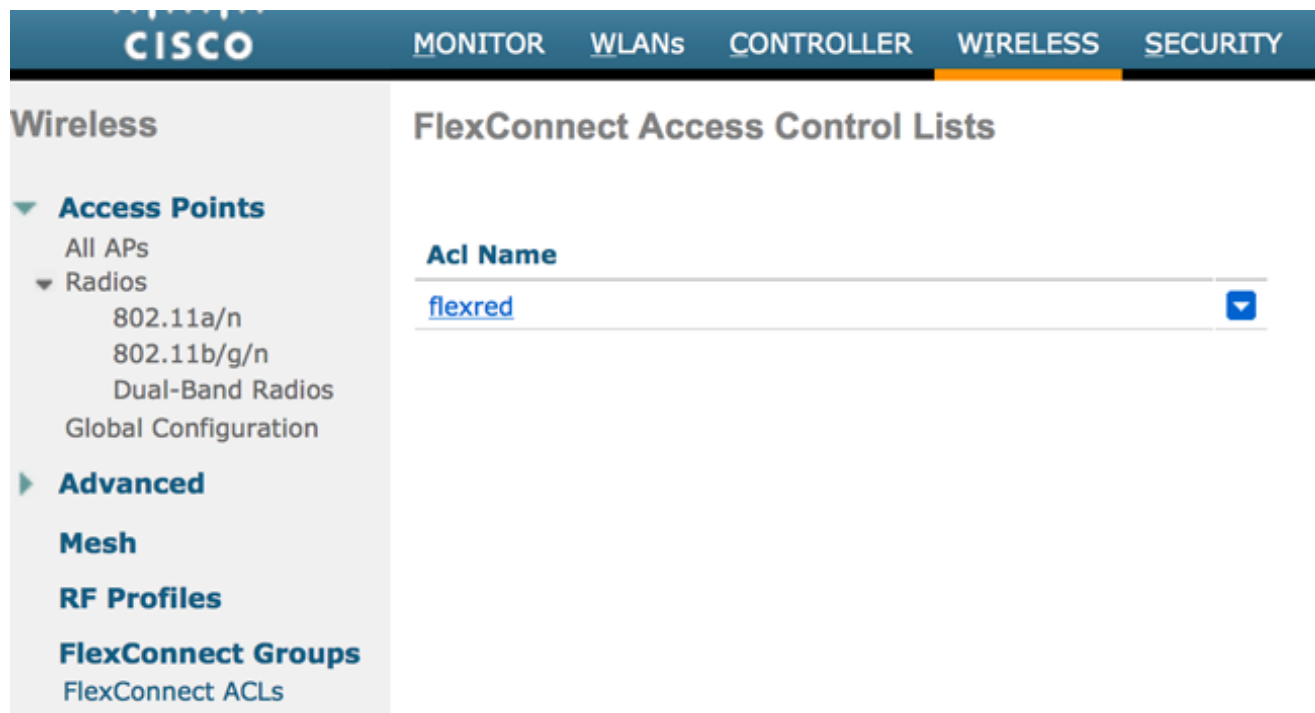 CISCO
MONITOR WLANs CONTROLLER WIRELESS SECURITY
Wireless
Access Points
All APs
Radios
802.11a/n
802.11b/g/n
Dual-Band Radios
Global Configuration
Advanced
Mesh
RF Profiles
FlexConnect Groups
FlexConnect ACLs
FlexConnect Access Control Lists
Acl Name
flexred